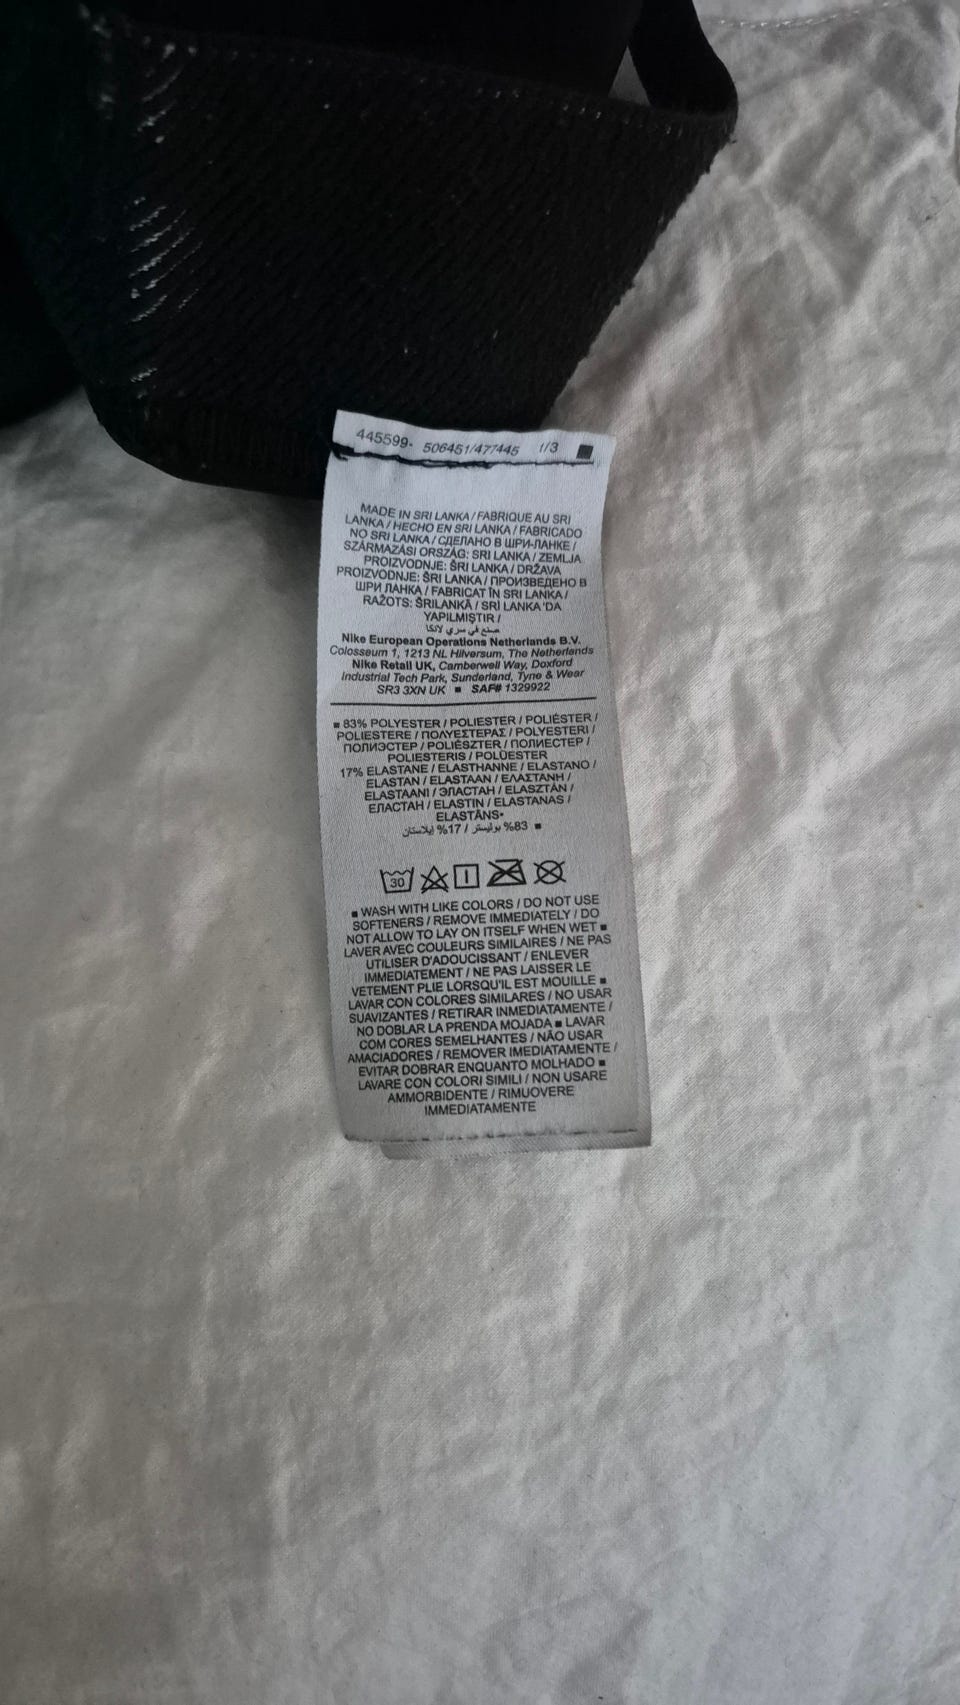 445599- 506451/477445 1/3
MADE IN SRI LANKA / FABRIQUE AU SRI
LANKA / HECHO EN SRI LANKA / FABRICADO
NO SRI LANKA / СДЕЛАНО В ШРИ-ЛАНКЕ /
SZÁRMAZÁSI ORSZÁG: SRI LANKA / ZEMLJA
PROIZVODNJE: ŠRI LANKA / DRŽAVA
PROIZVODNJE: ŠRI LANKA / ПРОИЗВЕДЕНО В
ШРИ ЛАНКА / FABRICAT ÎN SRI LANKA /
RAŽOTS: ŠRILANKĀ / SRİ LANKA'DA
YAPILMIŞTIR /
صنع في سري لانكا
Nike European Operations Netherlands B.V.
Colosseum 1, 1213 NL Hilversum, The Netherlands
Nike Retail UK, Camberwell Way, Doxford
Industrial Tech Park, Sunderland, Tyne & Wear
SR3 3XN UK ■ SAF# 1329922
■ 83% POLYESTER / POLIESTER / POLIÉSTER /
POLIESTERE / ΠΟΛΥΕΣΤΕΡΑΣ / POLYESTERI /
ПОЛИЭСТЕР / POLIÉSZTER / ПОЛИЕСТЕР /
POLIESTERIS / POLÜESTER
17% ELASTANE / ELASTHANNE / ELASTANO /
ELASTAN / ELASTAAN / ΕΛΑΣΤΑΝΗ /
ELASTAANI / ЭЛАСТАН / ELASZTÁN /
ЕЛАСТАН / ELASTIN / ELASTANAS /
ELASTĀNS•
■ 83% بوليستر / 17% إيلاستان
30
■ WASH WITH LIKE COLORS / DO NOT USE
SOFTENERS / REMOVE IMMEDIATELY / DO
NOT ALLOW TO LAY ON ITSELF WHEN WET ■
LAVER AVEC COULEURS SIMILAIRES / NE PAS
UTILISER D'ADOUCISSANT / ENLEVER
IMMEDIATEMENT / NE PAS LAISSER LE
VETEMENT PLIE LORSQU'IL EST MOUILLE ■
LAVAR CON COLORES SIMILARES / NO USAR
SUAVIZANTES / RETIRAR INMEDIATAMENTE /
NO DOBLAR LA PRENDA MOJADA ■ LAVAR
COM CORES SEMELHANTES / NÃO USAR
AMACIADORES / REMOVER IMEDIATAMENTE /
EVITAR DOBRAR ENQUANTO MOLHADO ■
LAVARE CON COLORI SIMILI / NON USARE
AMMORBIDENTE / RIMUOVERE
IMMEDIATAMENTE